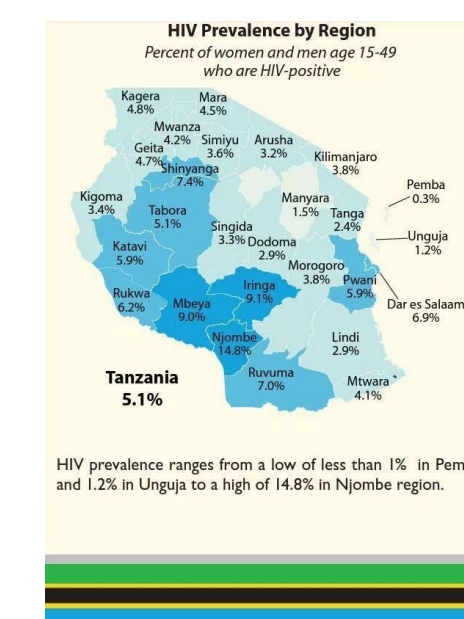 HIV Prevalence by Region
Percent of women and men age 15-49
who are HIV-positive
Kagera
4.8%
Mara
4.5%
Mwanza
4.2%
Geita
4.7%
Simiyu
3.6%
Arusha
3.2%
Kilimanjaro
3.8%
Shinyanga
7.4%
Pemba
0.3%
Kigoma
3.4%
Tabora
5.1%
Manyara
1.5%
Tanga
2.4%
Singida
3.3%
Dodoma
2.9%
Unguja
1.2%
Katavi
5.9%
Morogoro
3.8%
Pwani
5.9%
Rukwa
6.2%
Mbeya
9.0%
Iringa
9.1%
Dar es Salaam
6.9%
Njombe
14.8%
Lindi
2.9%
Ruvuma
7.0%
Mtwara
4.1%
Tanzania
5.1%
HIV prevalence ranges from a low of less than 1% in Pem
and 1.2% in Unguja to a high of 14.8% in Njombe region.